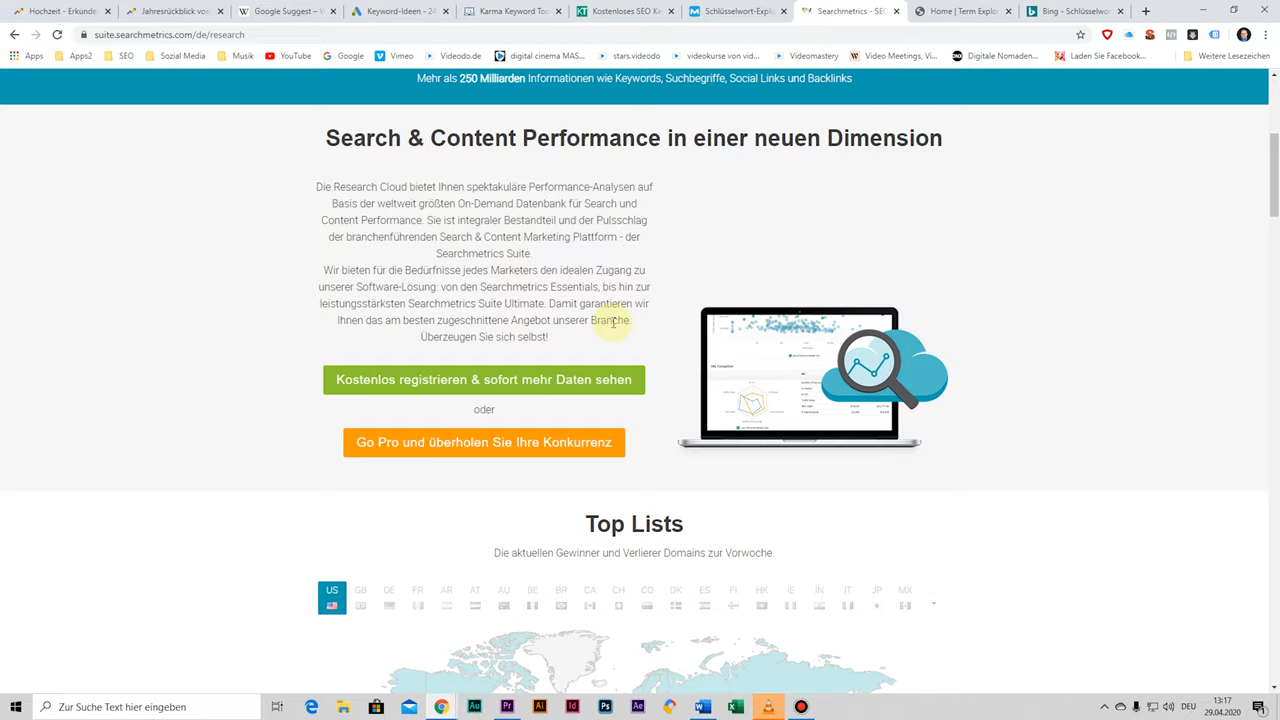 Hochzeit - Erkunde
Jahresrückblick vom
Google Suggest – W
Keyword-Ideen - 24
Karma Keyword Too
Kostenloses SEO Ke
Schlüsselwort-Explo
Searchmetrics - SEO
Home | Term Explo
Bing - Schlüsselwo
suite.searchmetrics.com/de/research
Apps
Apps2
SEO
Sozial Media
Musik
YouTube
Google
Vimeo
Videodo.de
digital cinema MAS...
stars.videodo
videokurse von vid...
Videomastery
Video Meetings, Vi...
Digitale Nomaden...
Laden Sie Facebook...
Weitere Lesezeichen
Mehr als 250 Milliarden Informationen wie Keywords, Suchbegriffe, Social Links und Backlinks
Search & Content Performance in einer neuen Dimension
Die Research Cloud bietet Ihnen spektakuläre Performance-Analysen auf
Basis der weltweit größten On-Demand Datenbank für Search und
Content Performance. Sie ist integraler Bestandteil und der Pulsschlag
der branchenführenden Search & Content Marketing Plattform - der
Searchmetrics Suite.
Wir bieten für die Bedürfnisse jedes Marketers den idealen Zugang zu
unserer Software-Lösung: von den Searchmetrics Essentials, bis hin zur
leistungsstärksten Searchmetrics Suite Ultimate. Damit garantieren wir
Ihnen das am besten zugeschnittene Angebot unserer Branche.
Überzeugen Sie sich selbst!
Kostenlos registrieren & sofort mehr Daten sehen
oder
Go Pro und überholen Sie Ihre Konkurrenz
Top Lists
Die aktuellen Gewinner und Verlierer Domains zur Vorwoche.
US GB DE FR AR AT AU BE BR CA CH CO DK ES FI HK IE IN IT JP MX
Zur Suche Text hier eingeben
DEU
13:17
29.04.2020